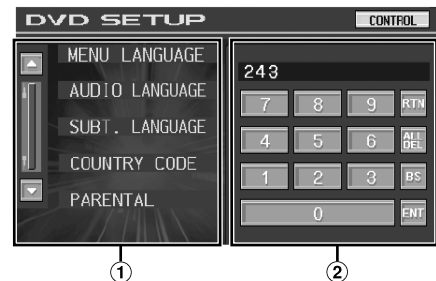 DVD SETUP
CONTROL
MENU LANGUAGE
AUDIO LANGUAGE
SUBT. LANGUAGE
COUNTRY CODE
PARENTAL
243
7 8 9 RTN
4 5 6 ALL DEL
1 2 3 BS
0 ENT
1 2